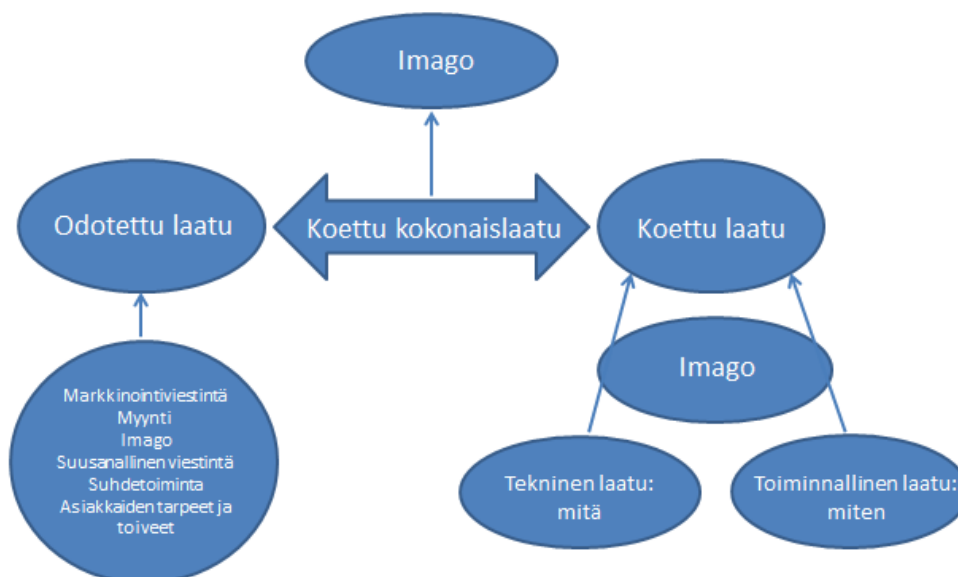 Imago
Odotettu laatu
Koettu kokonaislaatu
Koettu laatu
Markkinointiviestintä
Myynti
Imago
Suusanallinen viestintä
Suhdetoiminta
Asiakkaiden tarpeet ja
toiveet
Imago
Tekninen laatu:
mitä
Toiminnallinen laatu:
miten